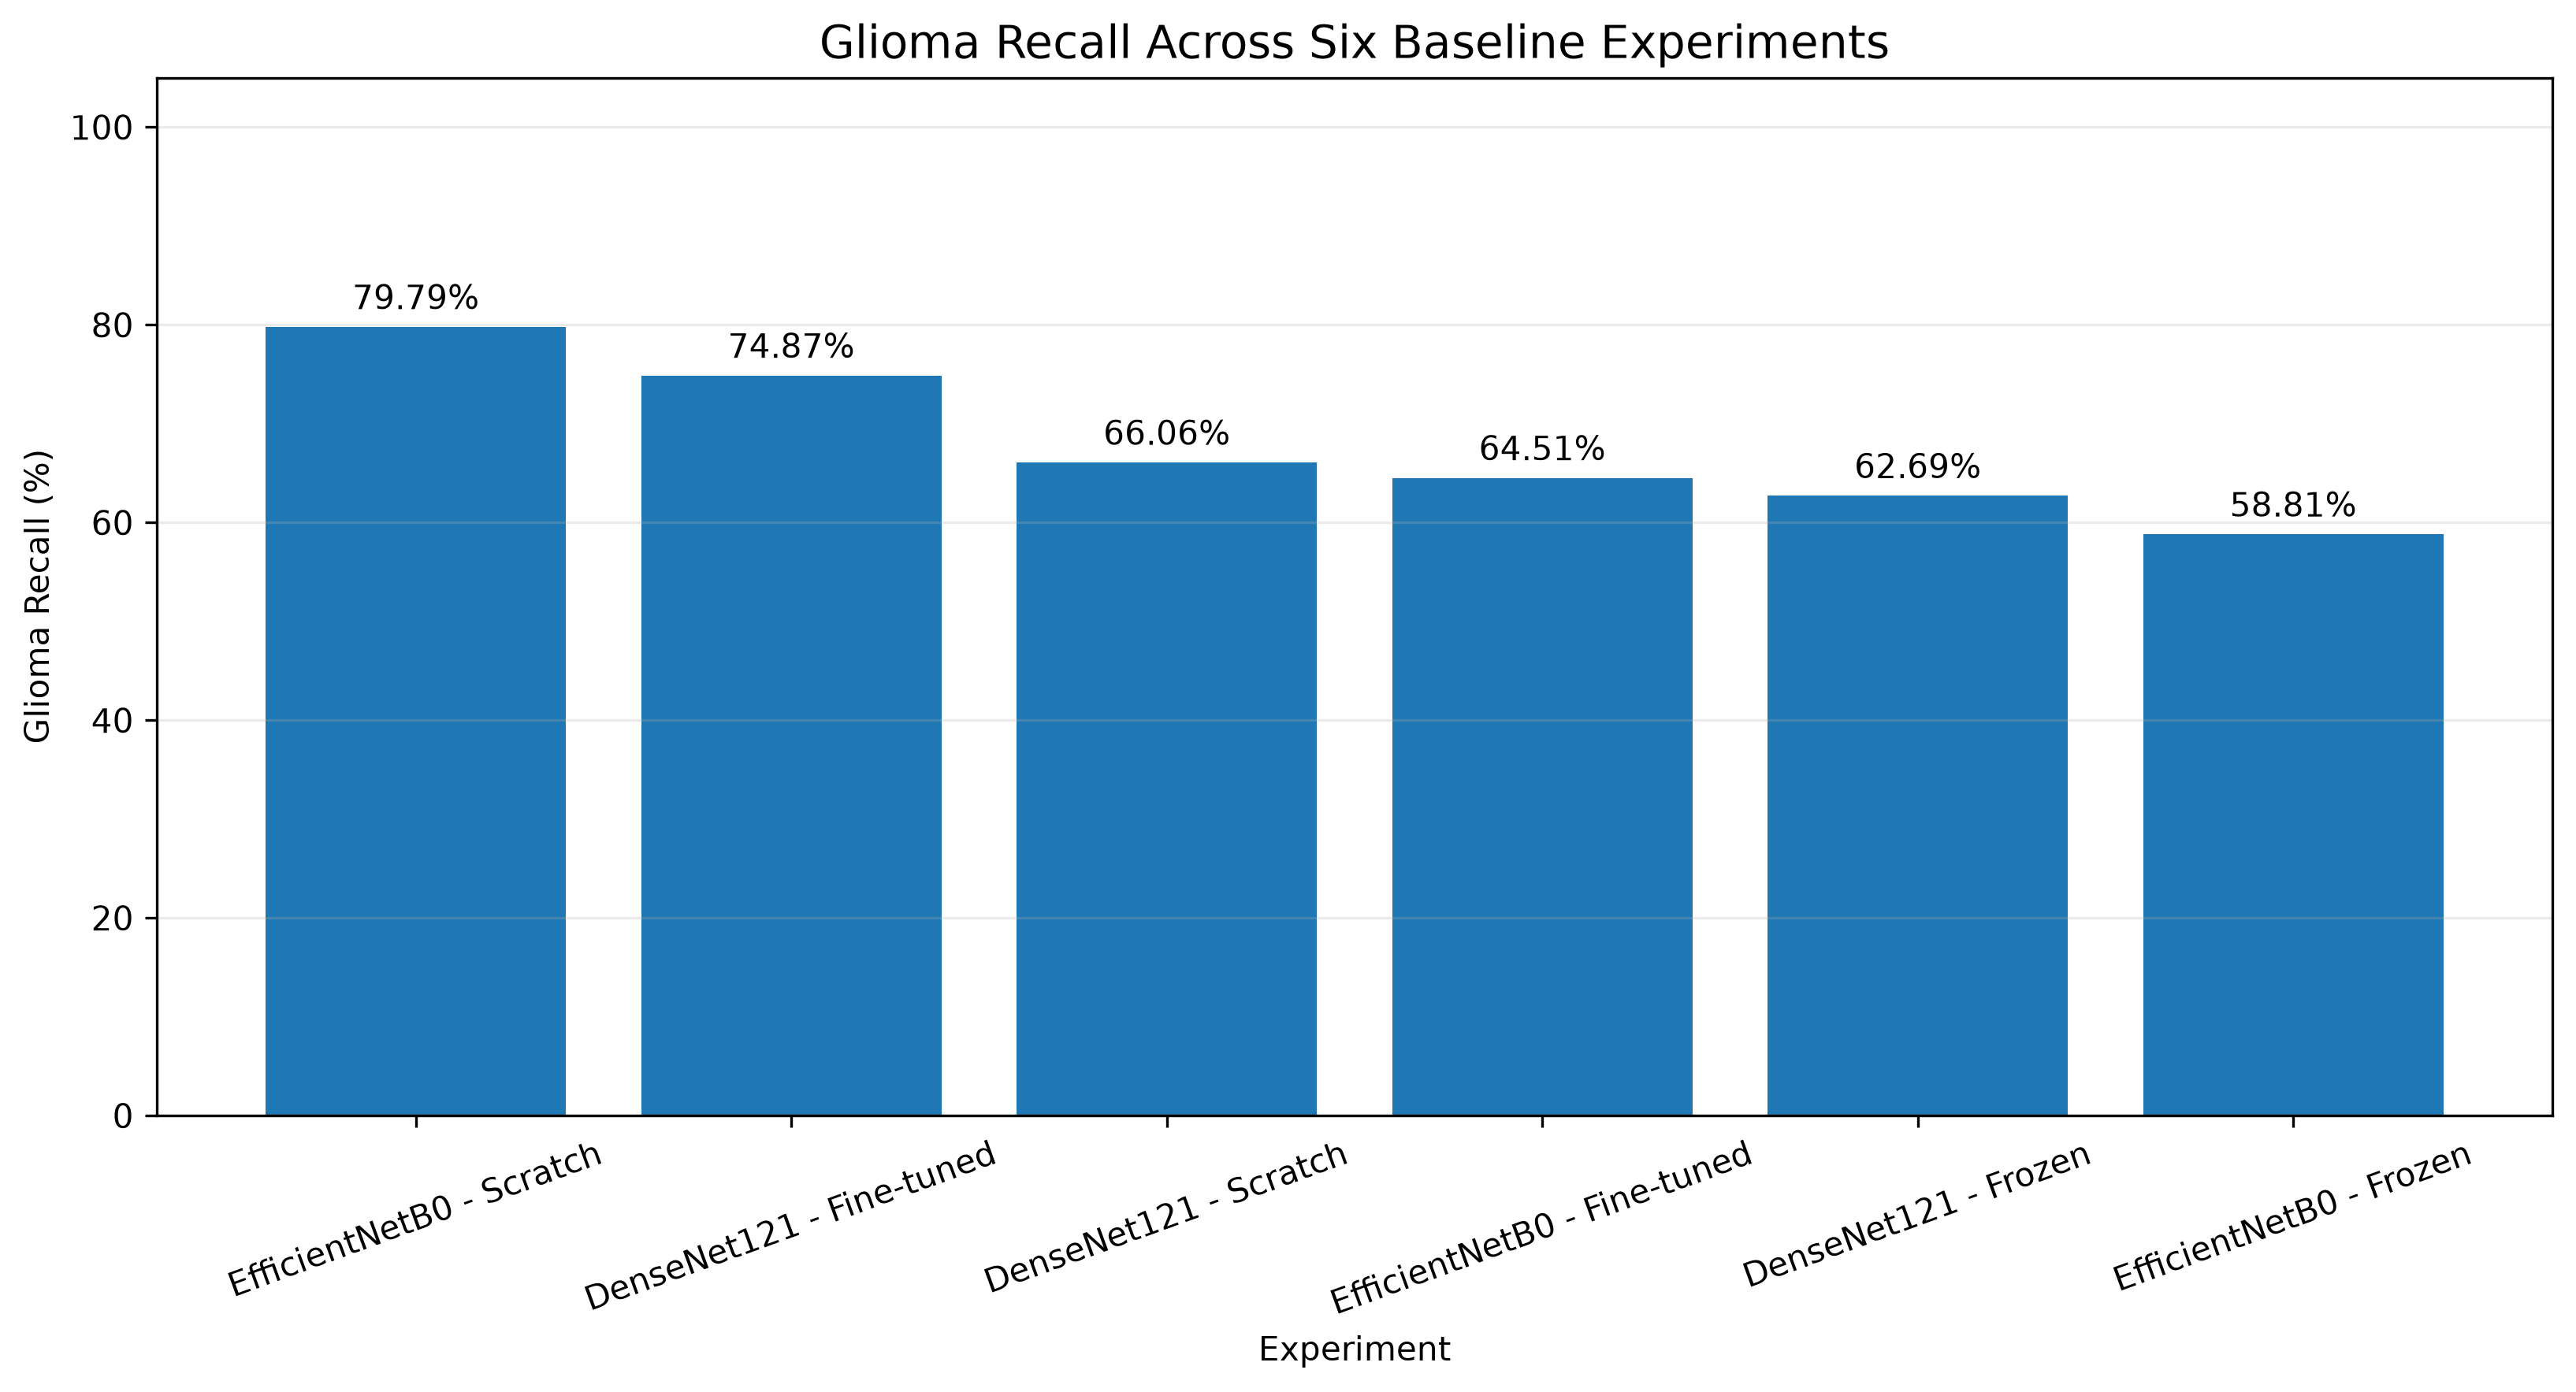 Glioma Recall Across Six Baseline Experiments
Glioma Recall (%)
100
80
60
40
20
0
79.79%
74.87%
66.06%
64.51%
62.69%
58.81%
EfficientNetB0 - Scratch
DenseNet121 - Fine-tuned
DenseNet121 - Scratch
EfficientNetB0 - Fine-tuned
DenseNet121 - Frozen
EfficientNetB0 - Frozen
Experiment